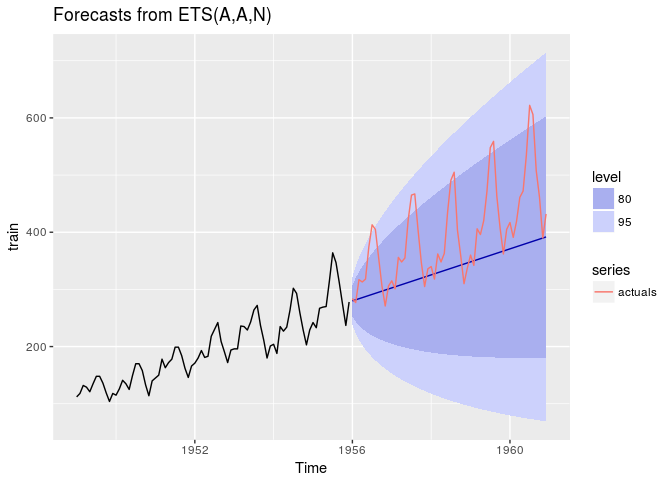 Forecasts from ETS(A,A,N)
600
400
200
train
1952
1956
1960
Time
level
80
95
series
actuals